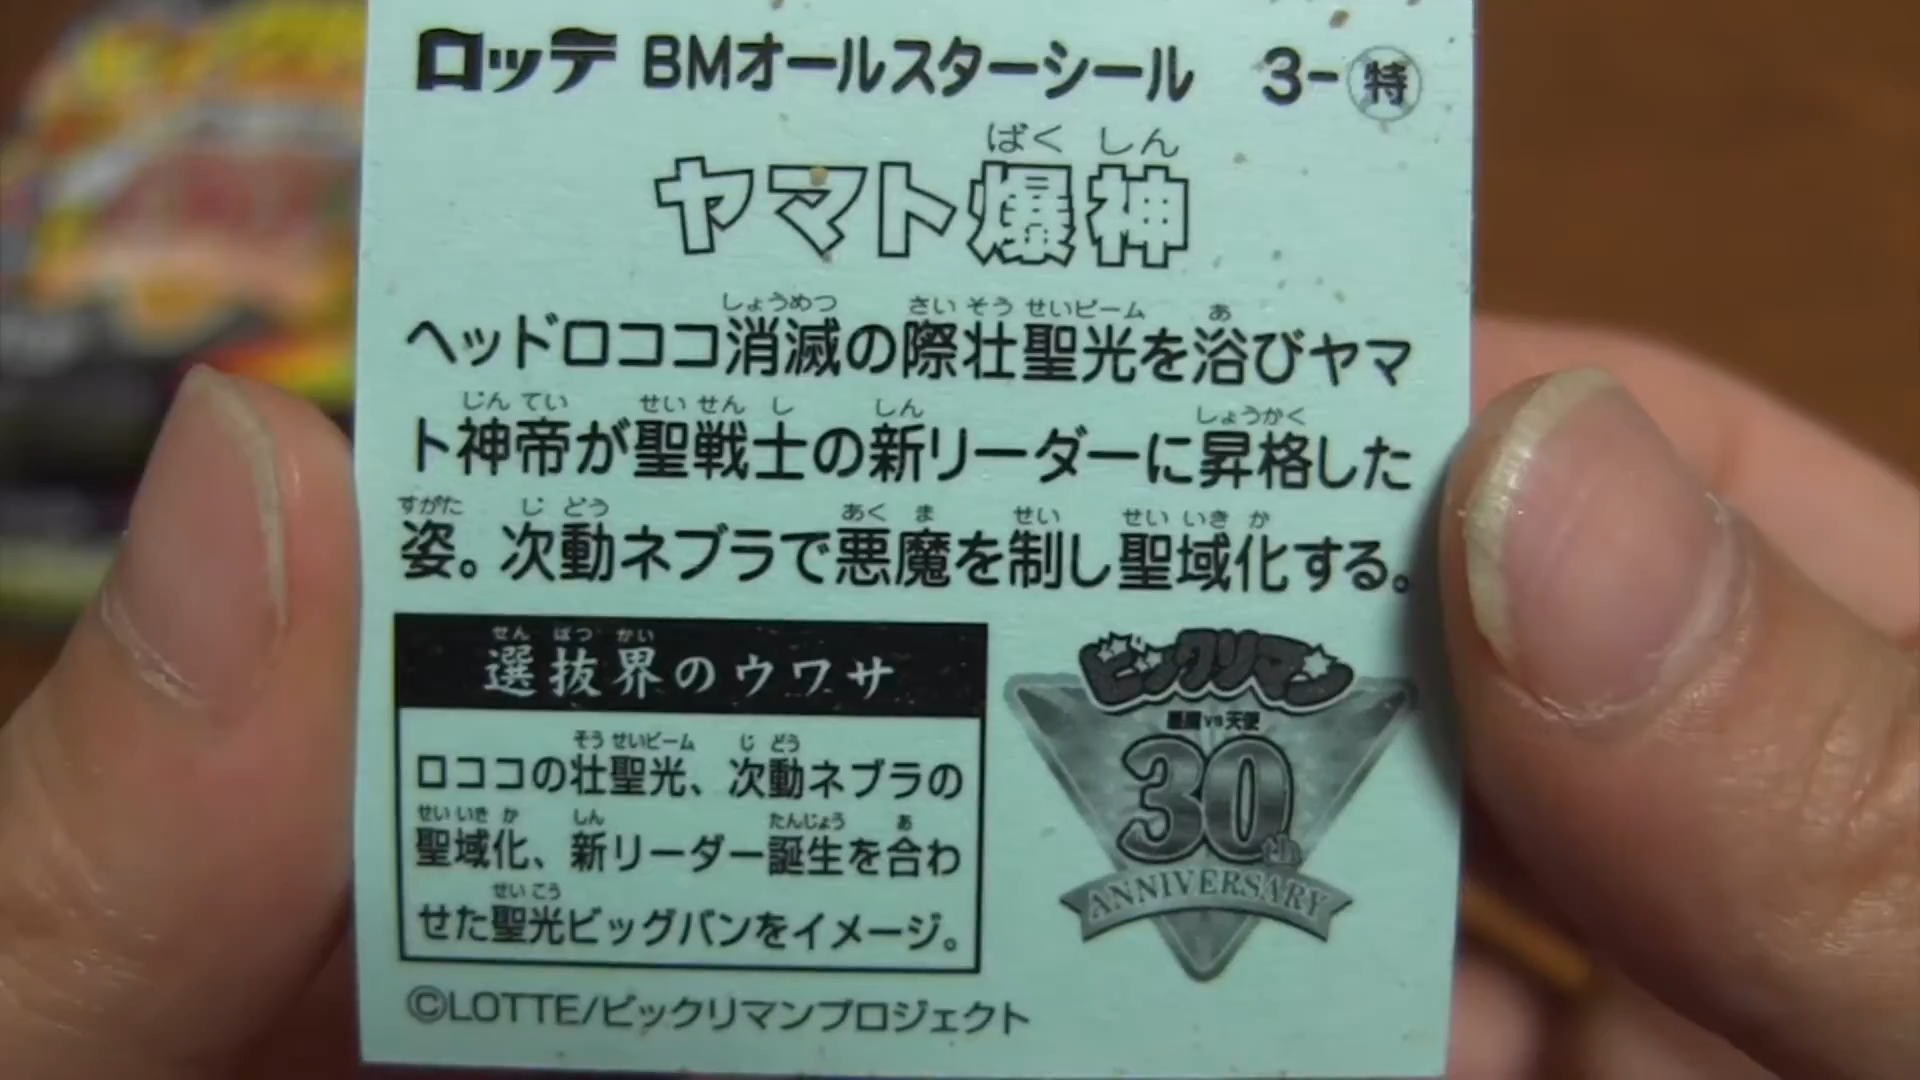 ロッテ BMオールスターシール 3-特
ばく しん
ヤマト爆神
しょうめつ さい そう せいビーム あ
ヘッドロココ消滅の際壮聖光を浴びヤマ
じん てい せい せん し しん しょうかく
ト神帝が聖戦士の新リーダーに昇格した
すがた じ どう あく ま せい せい いき か
姿。次動ネブラで悪魔を制し聖域化する。
せん ばつ かい
選抜界のウワサ
そう せいビーム じ どう
ロココの壮聖光、次動ネブラの
せい いき か しん たんじょう あ
聖域化、新リーダー誕生を合わ
せい こう
せた聖光ビッグバンをイメージ。
ビックリマン
悪魔VS天使
30th
ANNIVERSARY
©LOTTE/ビックリマンプロジェクト